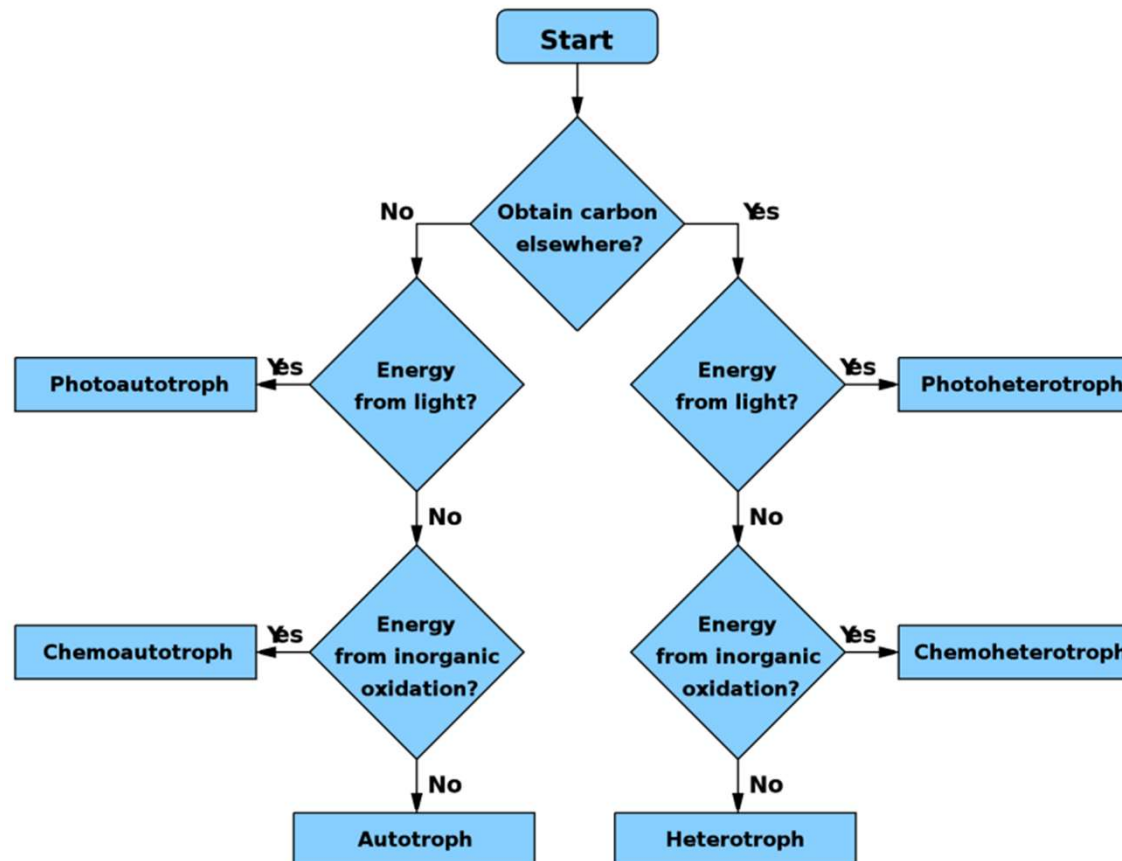 Start
Obtain carbon
elsewhere?
No
Yes
Energy
from light?
Yes
Photoautotroph
No
Energy
from light?
Yes
Photoheterotroph
No
Energy
from inorganic
oxidation?
Yes
Chemoautotroph
No
Autotroph
Energy
from inorganic
oxidation?
Yes
Chemoheterotroph
No
Heterotroph